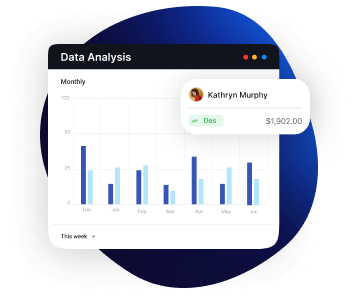 Data Analysis
Monthly
Kathryn Murphy
Des
$1,902.00
100
50
25
0
Dec
Jan
Feb
Mar
Apr
May
Jun
This week